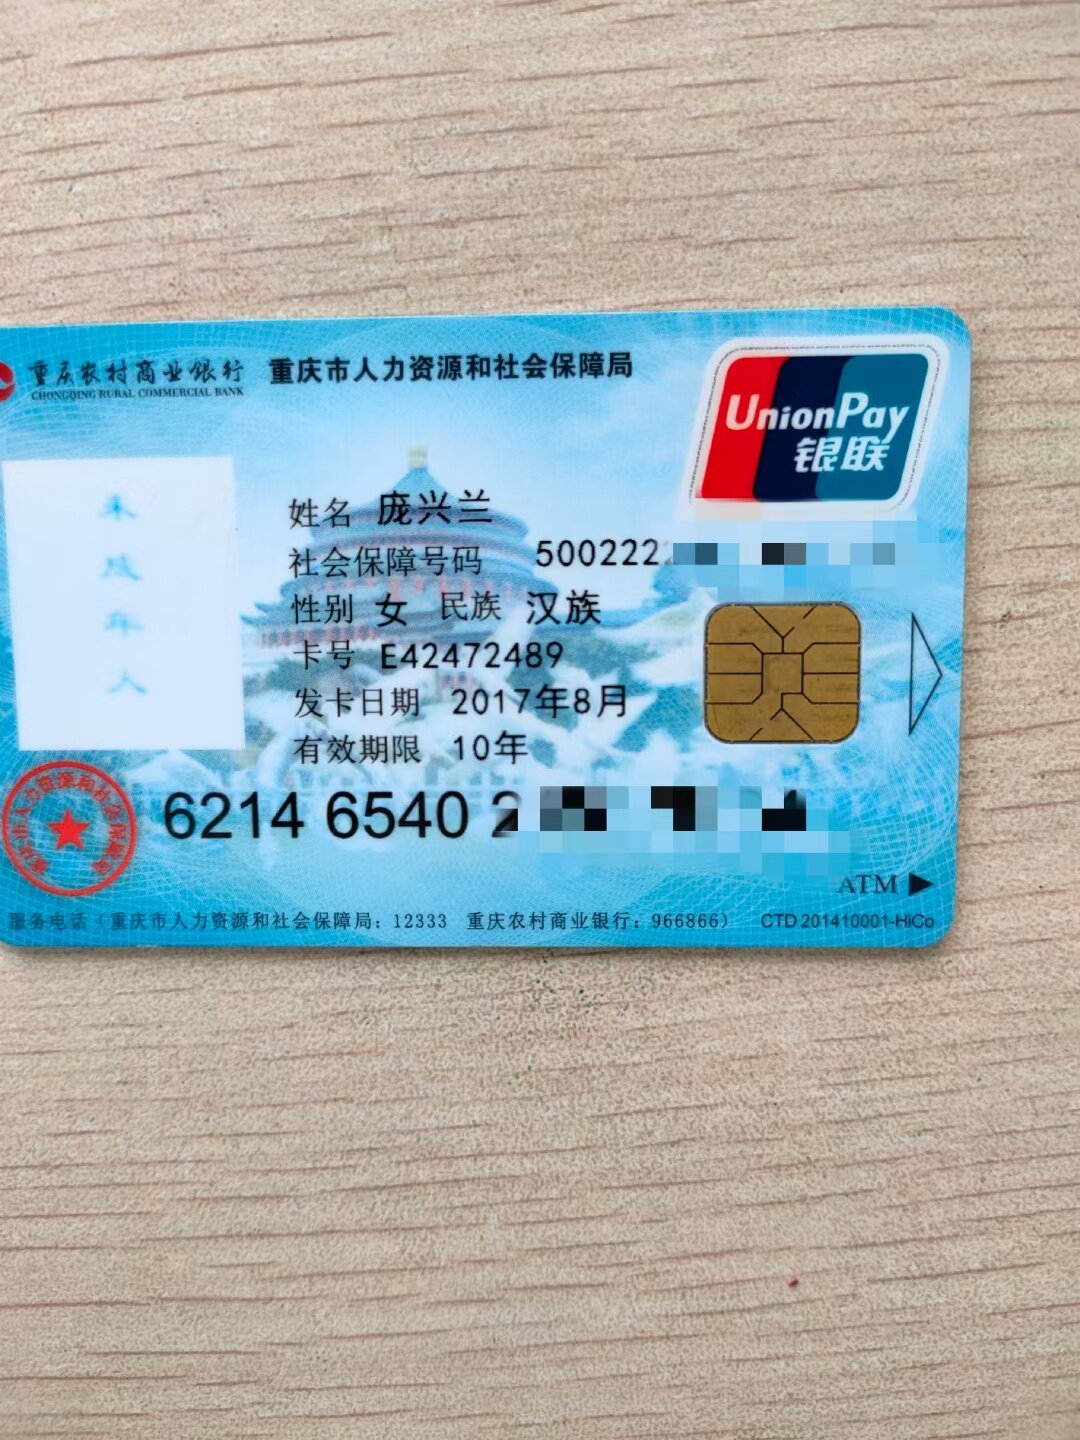 重庆农村商业银行
CHONGQING RURAL COMMERCIAL BANK
重庆市人力资源和社会保障局
UnionPay
银联
未成年人
姓名 庞兴兰
社会保障号码 500222
性别 女 民族 汉族
卡号 E42472489
发卡日期 2017年8月
有效期限 10年
6214 6540 2
ATM
服务电话（重庆市人力资源和社会保障局：12333 重庆农村商业银行：966866） CTD 201410001-HiCo